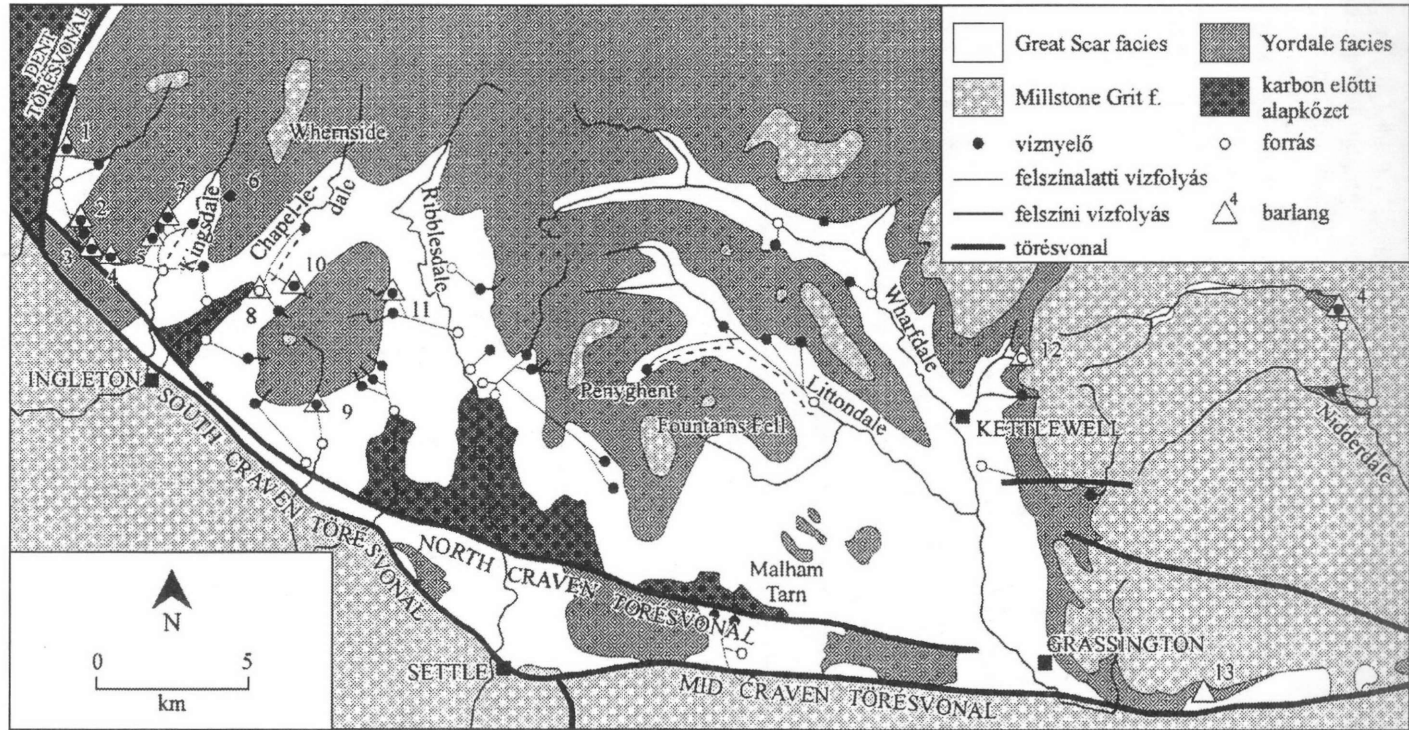 DENT
TÖRÉSVONAL
1
2
3
4
5
6
7
8
9
10
11
12
4
13
Whernside
Kingsdale
Chapel-le-
dale
Ribblesdale
Wharfdale
Littondale
Penyghent
Fountains Fell
Nidderdale
Malham
Tarn
INGLETON
KETTLEWELL
SETTLE
GRASSINGTON
SOUTH CRAVEN TÖRÉSVONAL
NORTH CRAVEN TÖRÉSVONAL
MID CRAVEN TÖRÉSVONAL
Great Scar facies
Yordale facies
Millstone Grit f.
karbon előtti
alapkőzet
víznyelő
forrás
felszínalatti vízfolyás
felszíni vízfolyás
4
barlang
törésvonal
N
0 5
km